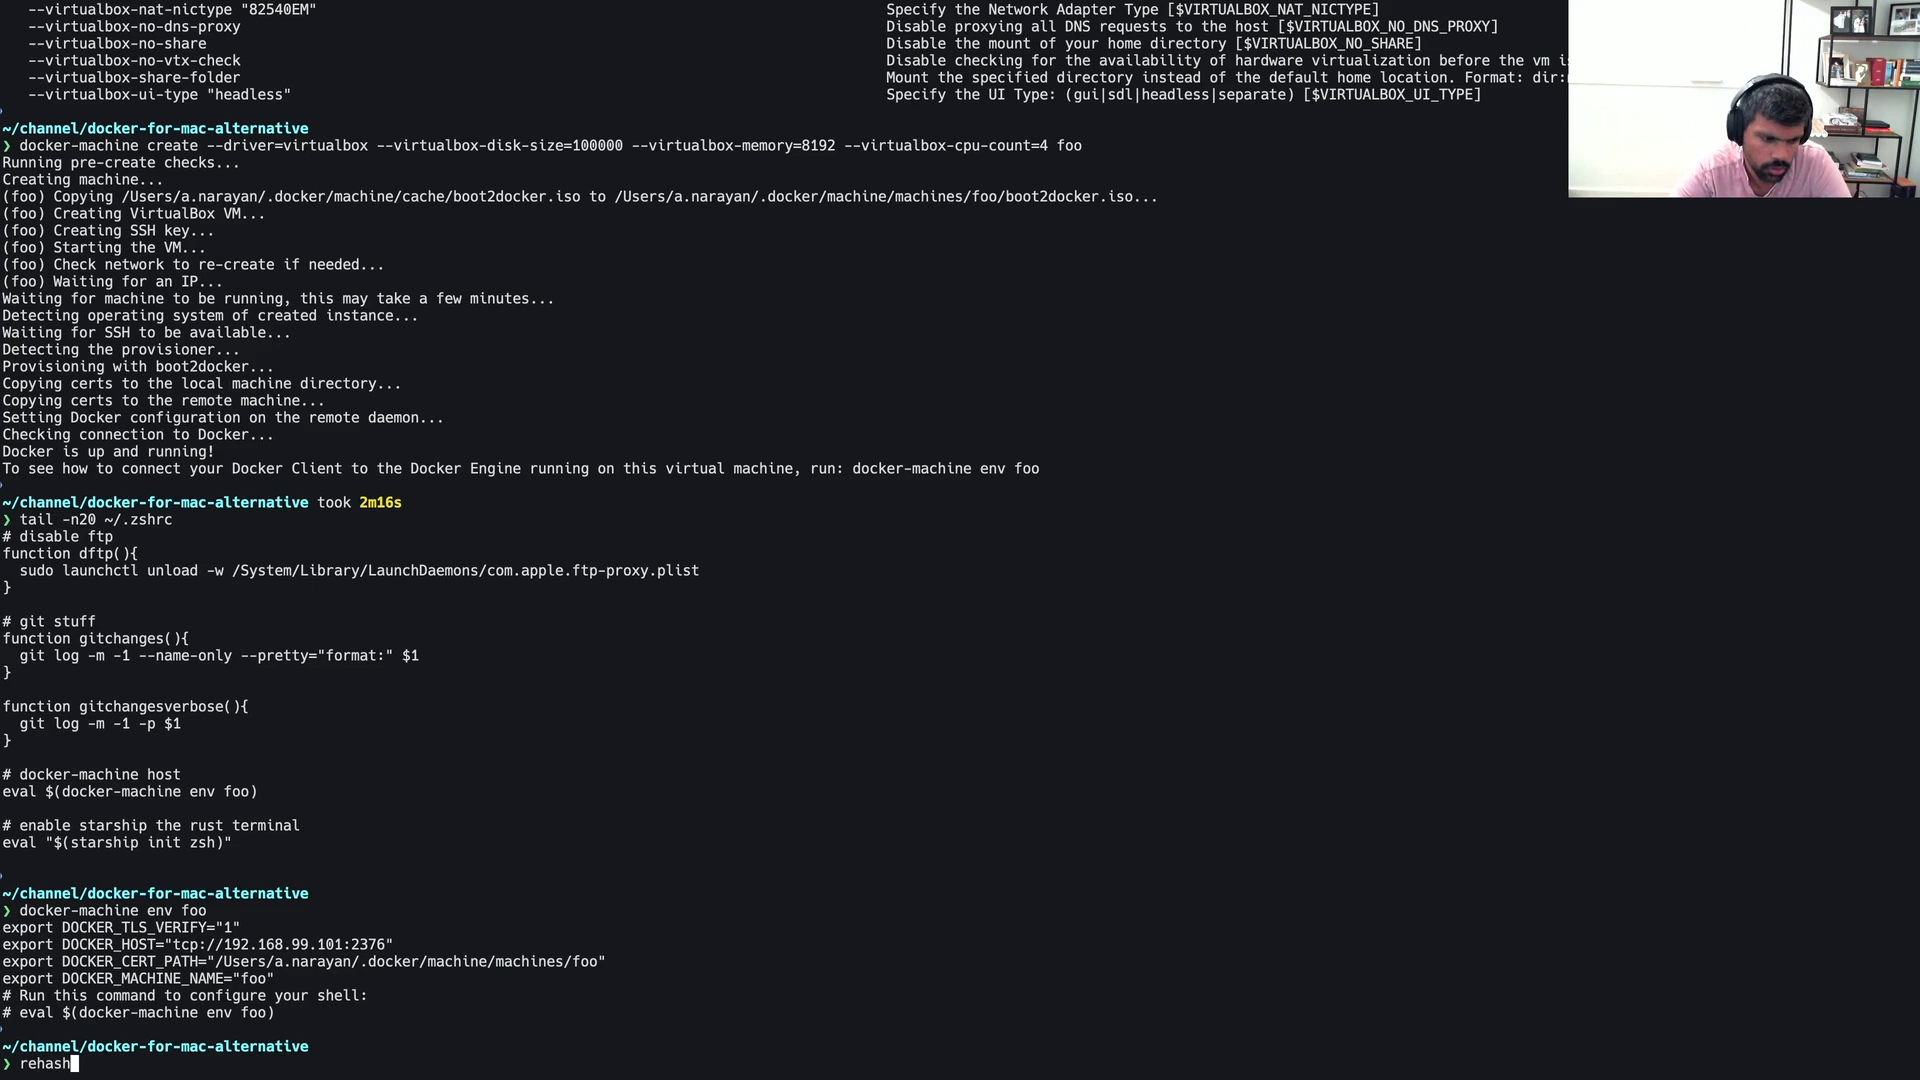 --virtualbox-nat-nictype "82540EM" Specify the Network Adapter Type [$VIRTUALBOX_NAT_NICTYPE]
--virtualbox-no-dns-proxy Disable proxying all DNS requests to the host [$VIRTUALBOX_NO_DNS_PROXY]
--virtualbox-no-share Disable the mount of your home directory [$VIRTUALBOX_NO_SHARE]
--virtualbox-no-vtx-check Disable checking for the availability of hardware virtualization before the vm is
--virtualbox-share-folder Mount the specified directory instead of the default home location. Format: dir:
--virtualbox-ui-type "headless" Specify the UI Type: (gui|sdl|headless|separate) [$VIRTUALBOX_UI_TYPE]
~/channel/docker-for-mac-alternative
❯ docker-machine create --driver=virtualbox --virtualbox-disk-size=100000 --virtualbox-memory=8192 --virtualbox-cpu-count=4 foo
Running pre-create checks...
Creating machine...
(foo) Copying /Users/a.narayan/.docker/machine/cache/boot2docker.iso to /Users/a.narayan/.docker/machine/machines/foo/boot2docker.iso...
(foo) Creating VirtualBox VM...
(foo) Creating SSH key...
(foo) Starting the VM...
(foo) Check network to re-create if needed...
(foo) Waiting for an IP...
Waiting for machine to be running, this may take a few minutes...
Detecting operating system of created instance...
Waiting for SSH to be available...
Detecting the provisioner...
Provisioning with boot2docker...
Copying certs to the local machine directory...
Copying certs to the remote machine...
Setting Docker configuration on the remote daemon...
Checking connection to Docker...
Docker is up and running!
To see how to connect your Docker Client to the Docker Engine running on this virtual machine, run: docker-machine env foo
~/channel/docker-for-mac-alternative took 2m16s
❯ tail -n20 ~/.zshrc
# disable ftp
function dftp(){
  sudo launchctl unload -w /System/Library/LaunchDaemons/com.apple.ftp-proxy.plist
}
# git stuff
function gitchanges(){
  git log -m -1 --name-only --pretty="format:" $1
}
function gitchangesverbose(){
  git log -m -1 -p $1
}
# docker-machine host
eval $(docker-machine env foo)
# enable starship the rust terminal
eval "$(starship init zsh)"
~/channel/docker-for-mac-alternative
❯ docker-machine env foo
export DOCKER_TLS_VERIFY="1"
export DOCKER_HOST="tcp://192.168.99.101:2376"
export DOCKER_CERT_PATH="/Users/a.narayan/.docker/machine/machines/foo"
export DOCKER_MACHINE_NAME="foo"
# Run this command to configure your shell:
# eval $(docker-machine env foo)
~/channel/docker-for-mac-alternative
❯ rehash